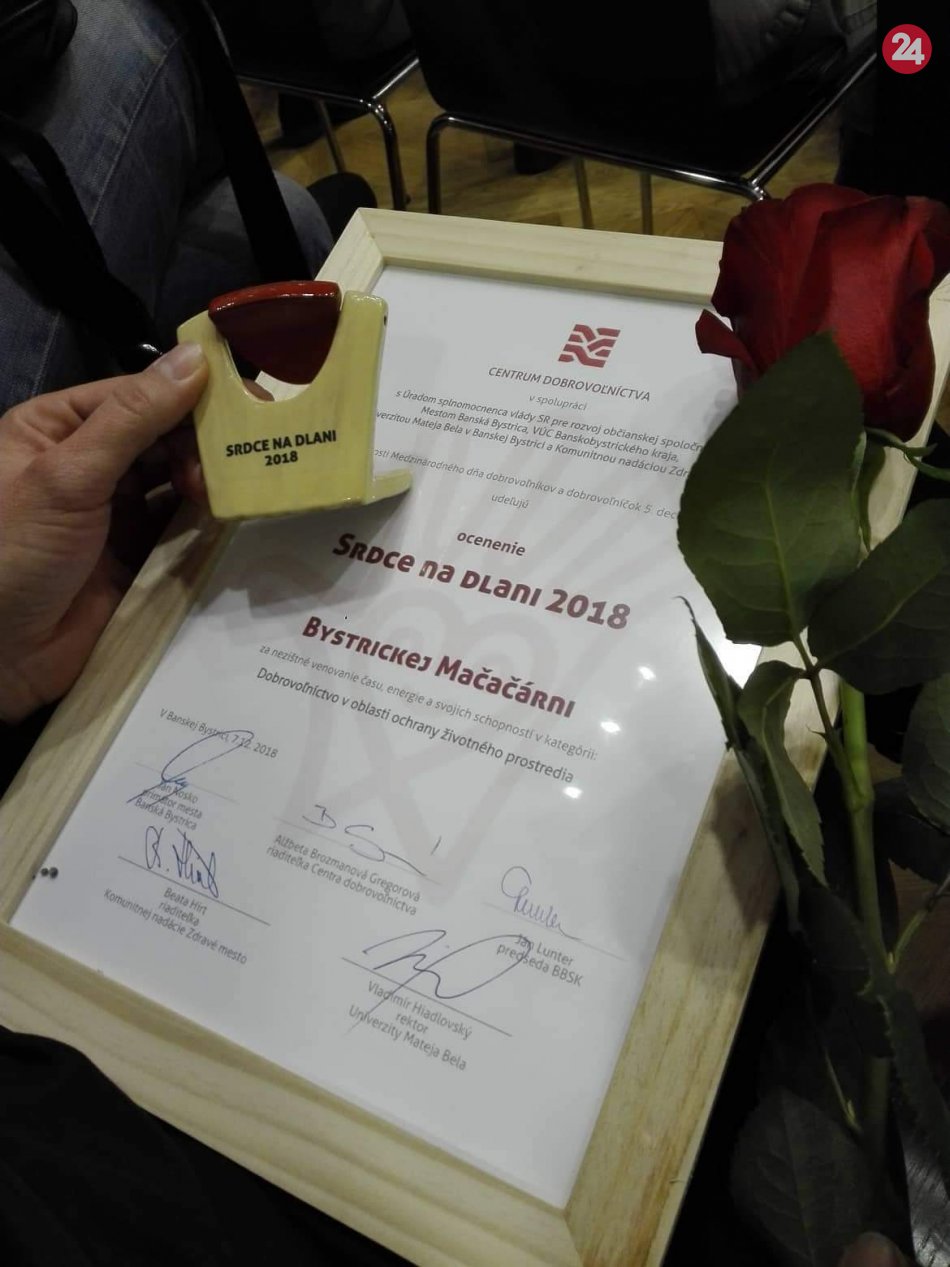 24
SRDCE NA DLANI
2018
CENTRUM DOBROVOĽNÍCTVA
v spolupráci
s Úradom splnomocnenca vlády SR pre rozvoj občianskej
Mestom Banská Bystrica, VÚC Banskobystrického kraja,
Mateja Bela v Banskej Bystrici a Komunitnou nadáciou
Medzinárodného dňa dobrovoľníkov a dobrovoľníčok 5.
udeľujú
ocenenie
SRDCE NA DLANI 2018
BYSTRICKEJ MAČAČÁRNI
za nezištné venovanie času, energie a svojich schopností v kategórii:
Dobrovoľníctvo v oblasti ochrany životného prostredia
V Banskej Bystrici, 7.12. 2018
Ján Nosko
primátor mesta
Banská Bystrica
Alžbeta Brozmanová Gregorová
riaditeľka Centra dobrovoľníctva
Ján Lunter
predseda BBSK
Beata Hirt
riaditeľka
Komunitnej nadácie Zdravé mesto
Vladimír Hiadlovský
rektor
Univerzity Mateja Bela